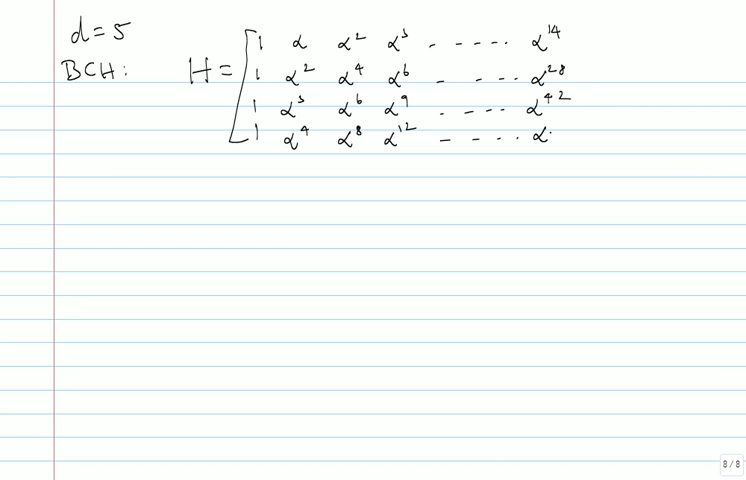 d = 5
BCH: H = [ 1 α α² α³ - - - - - α¹⁴
1 α² α⁴ α⁶ - - - - - α²⁸
1 α³ α⁶ α⁹ - - - - - α⁴²
1 α⁴ α⁸ α¹² - - - - - α
8 / 8